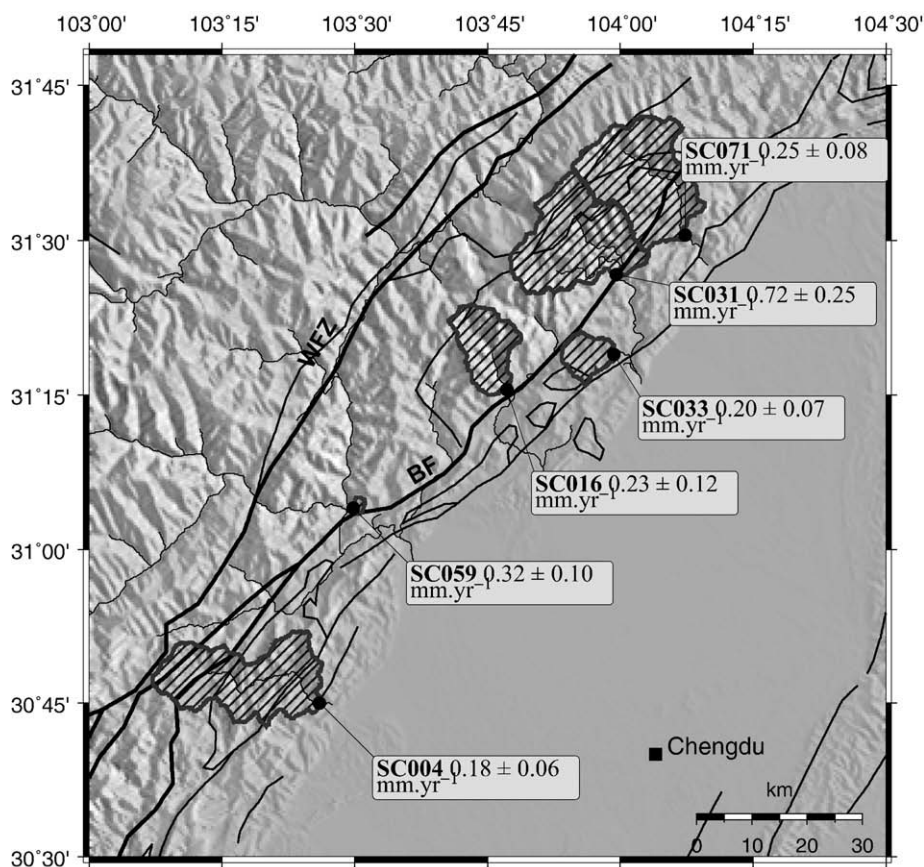 103˚00' 103˚15' 103˚30' 103˚45' 104˚00' 104˚15' 104˚30'
31˚45'
SC071 0.25 ± 0.08
mm.yr⁻¹
31˚30'
SC031 0.72 ± 0.25
mm.yr⁻¹
WFZ
31˚15'
SC033 0.20 ± 0.07
mm.yr⁻¹
BF
SC016 0.23 ± 0.12
mm.yr⁻¹
31˚00'
SC059 0.32 ± 0.10
mm.yr⁻¹
30˚45'
Chengdu
SC004 0.18 ± 0.06
mm.yr⁻¹
km
0 10 20 30
30˚30'